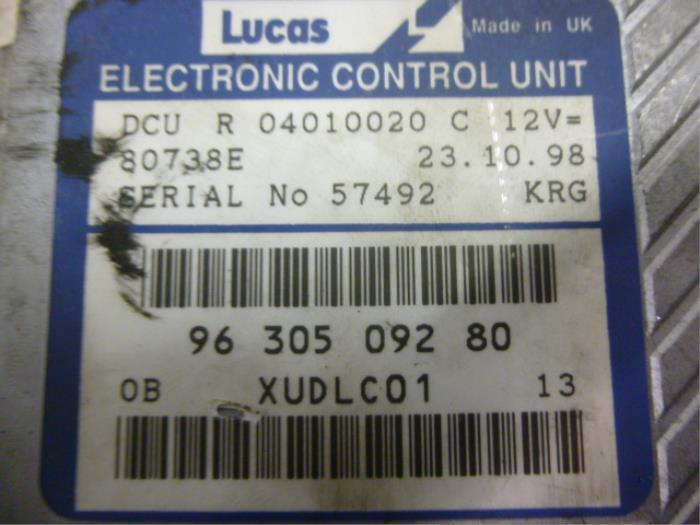 Lucas
Made in UK
ELECTRONIC CONTROL UNIT
DCU R 04010020 C 12V=
80738E 23.10.98
SERIAL No 57492 KRG
96 305 092 80
0B XUDLC01 13